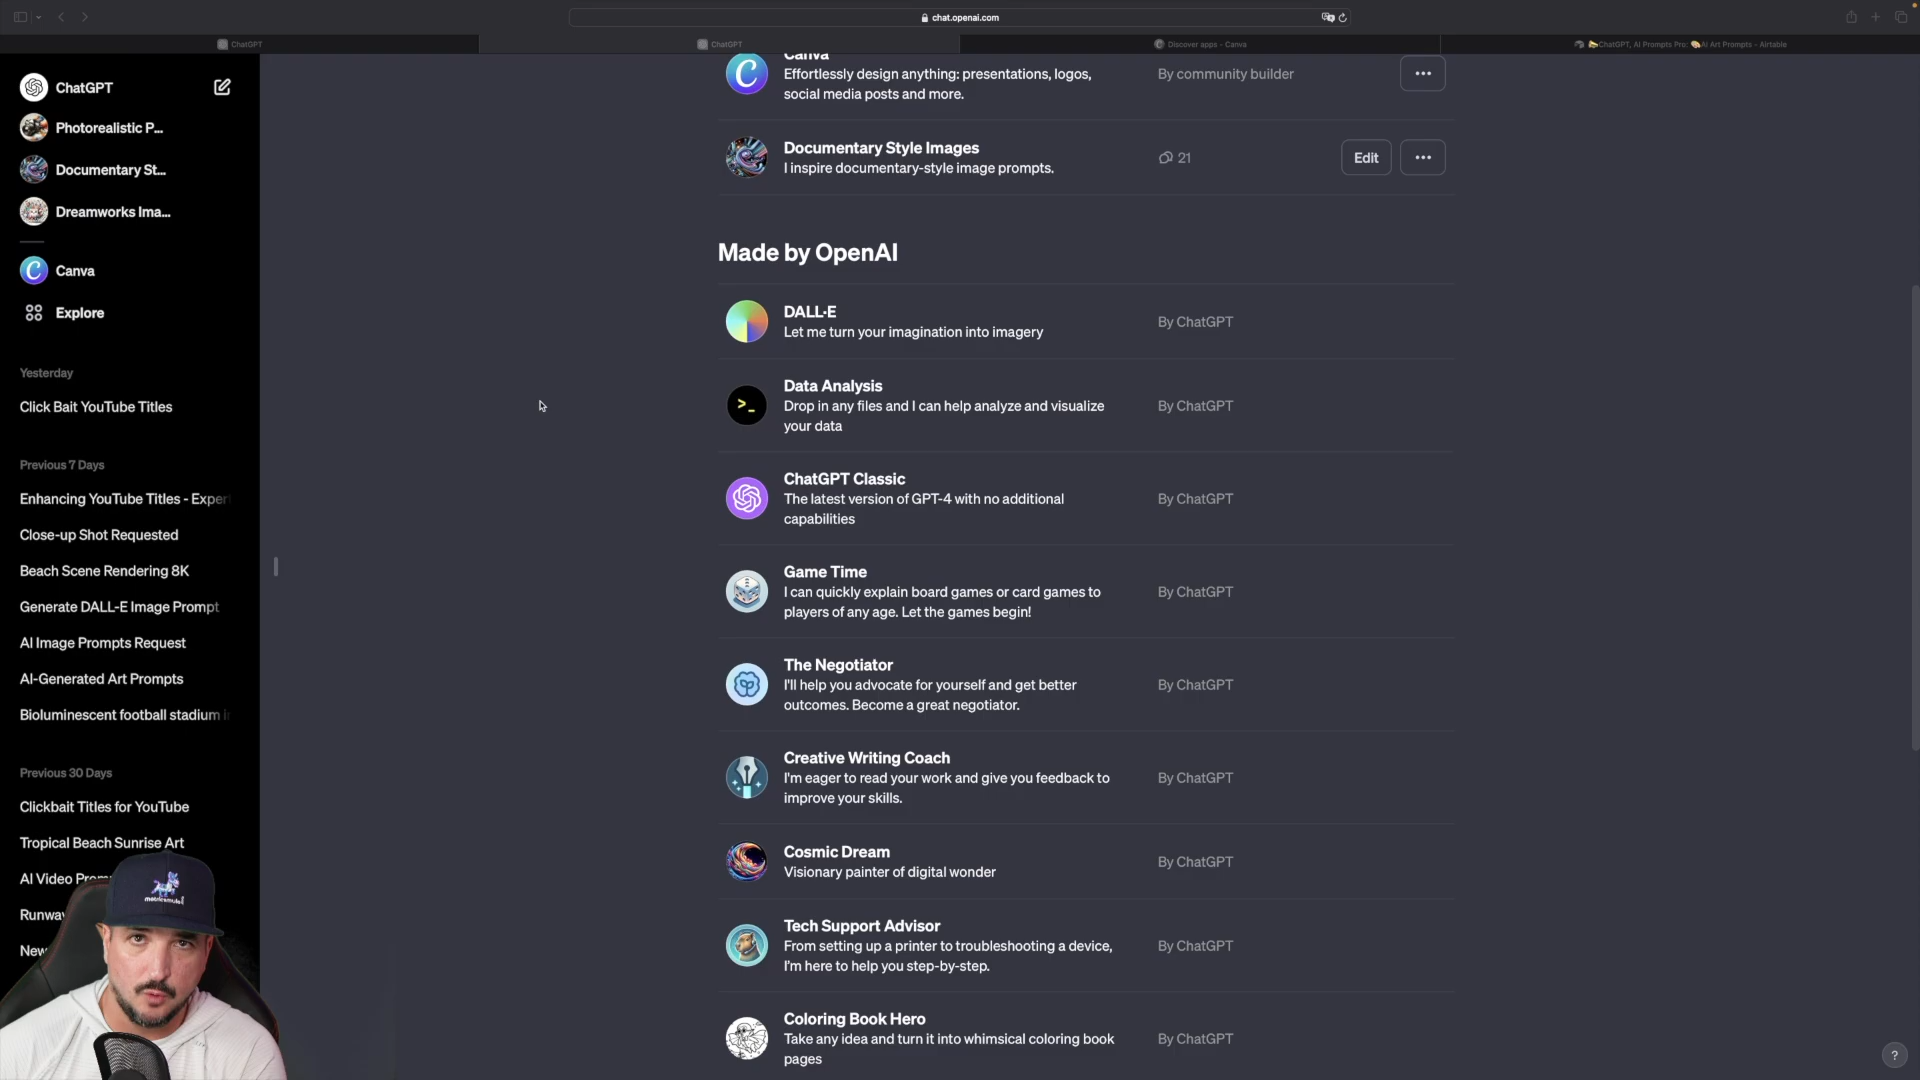 chat.openai.com
ChatGPT
ChatGPT
Discover apps - Canva
ChatGPT, AI Prompts Pro: 🎨AI Art Prompts - Airtable
ChatGPT
Photorealistic P...
Documentary St...
Dreamworks Ima...
Canva
Explore
Yesterday
Click Bait YouTube Titles
Previous 7 Days
Enhancing YouTube Titles - Exper
Close-up Shot Requested
Beach Scene Rendering 8K
Generate DALL-E Image Prompt
AI Image Prompts Request
AI-Generated Art Prompts
Bioluminescent football stadium i
Previous 30 Days
Clickbait Titles for YouTube
Tropical Beach Sunrise Art
AI Video Prom
Runwa
New
Canva
Effortlessly design anything: presentations, logos,
social media posts and more.
By community builder
Documentary Style Images
I inspire documentary-style image prompts.
21
Edit
Made by OpenAI
DALL·E
Let me turn your imagination into imagery
By ChatGPT
Data Analysis
Drop in any files and I can help analyze and visualize
your data
By ChatGPT
ChatGPT Classic
The latest version of GPT-4 with no additional
capabilities
By ChatGPT
Game Time
I can quickly explain board games or card games to
players of any age. Let the games begin!
By ChatGPT
The Negotiator
I'll help you advocate for yourself and get better
outcomes. Become a great negotiator.
By ChatGPT
Creative Writing Coach
I'm eager to read your work and give you feedback to
improve your skills.
By ChatGPT
Cosmic Dream
Visionary painter of digital wonder
By ChatGPT
Tech Support Advisor
From setting up a printer to troubleshooting a device,
I'm here to help you step-by-step.
By ChatGPT
Coloring Book Hero
Take any idea and turn it into whimsical coloring book
pages
By ChatGPT
?